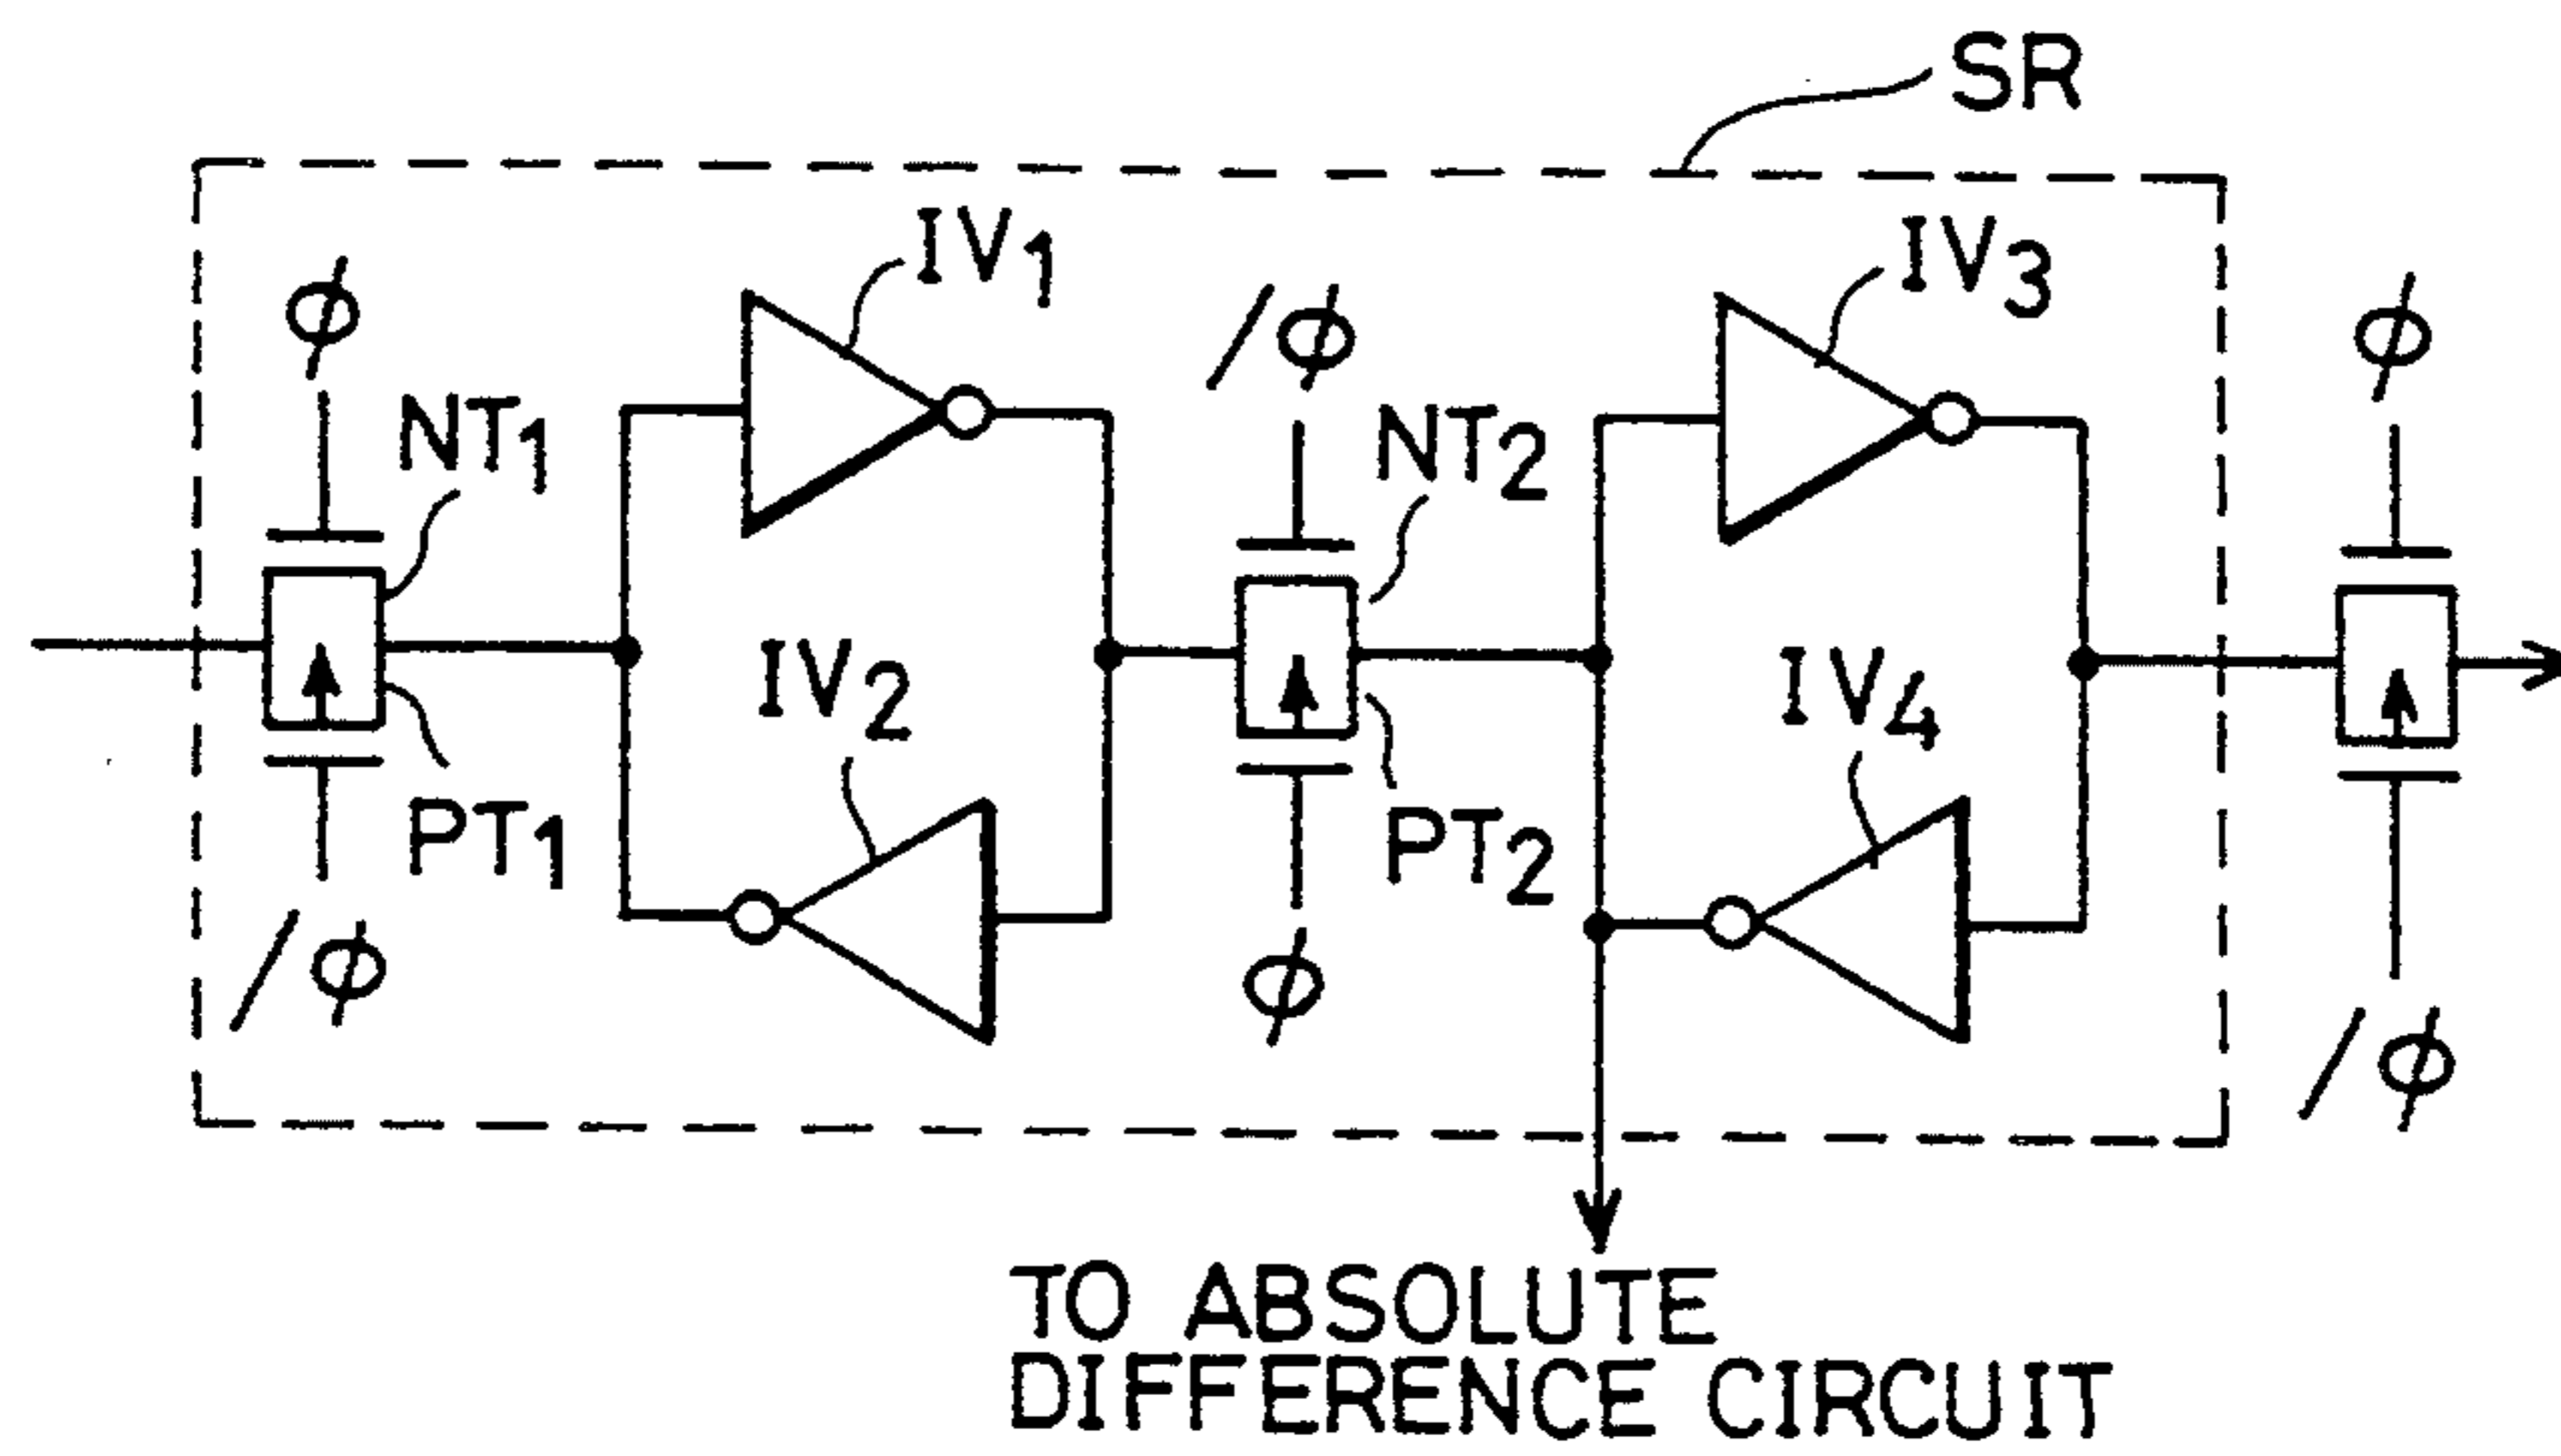 SR
IV1
IV3
φ
/φ
φ
NT1
NT2
IV2
IV4
PT1
PT2
/φ
φ
/φ
TO ABSOLUTE
DIFFERENCE CIRCUIT